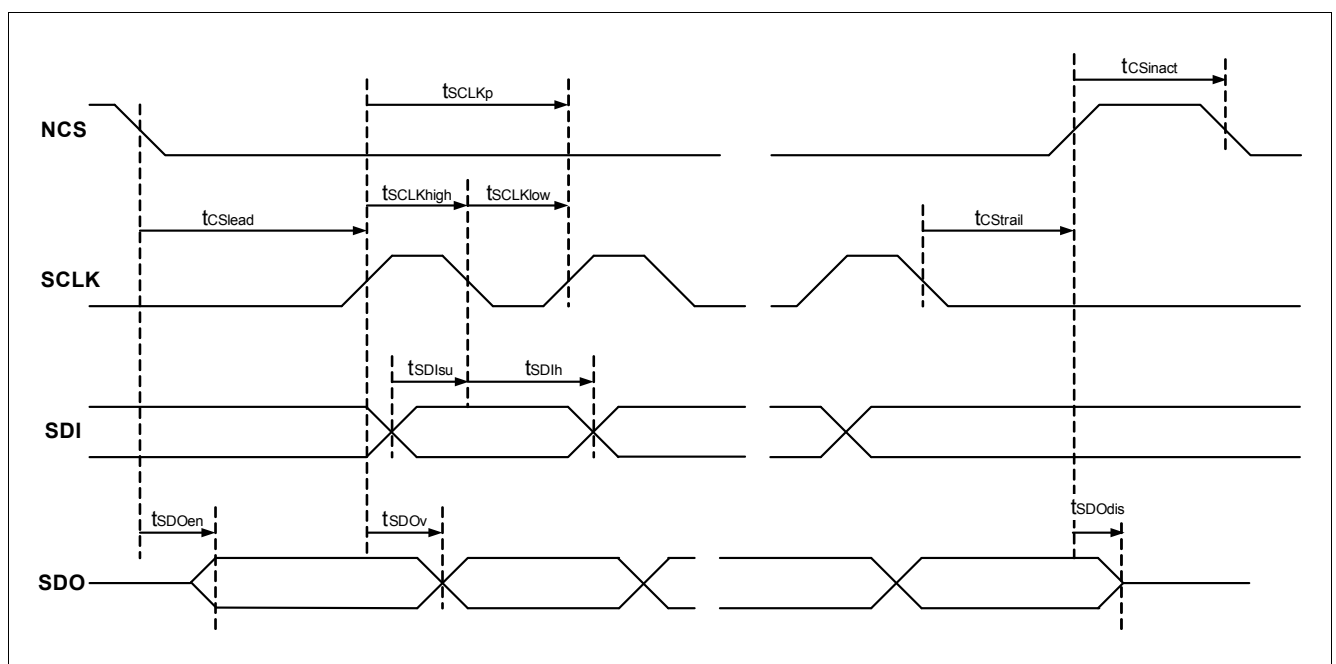 tCSinact
tSCLKp
NCS
tSCLKhigh
tSCLKlow
tCSlead
tCStrail
SCLK
tSDIsu
tSDIh
SDI
tSDOen
tSDOv
tSDOdis
SDO